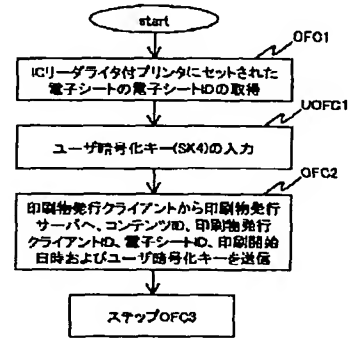 start
OFC1
ICリーダライタ付プリンタにセットされた
電子シートの電子シートIDの取得
UOFC1
ユーザ暗号化キー(SK4)の入力
OFC2
印刷物発行クライアントから印刷物発行
サーバへ、コンテンツID、印刷物発行
クライアントID、電子シートID、印刷開始
日時およびユーザ暗号化キーを送信
ステップOFC3